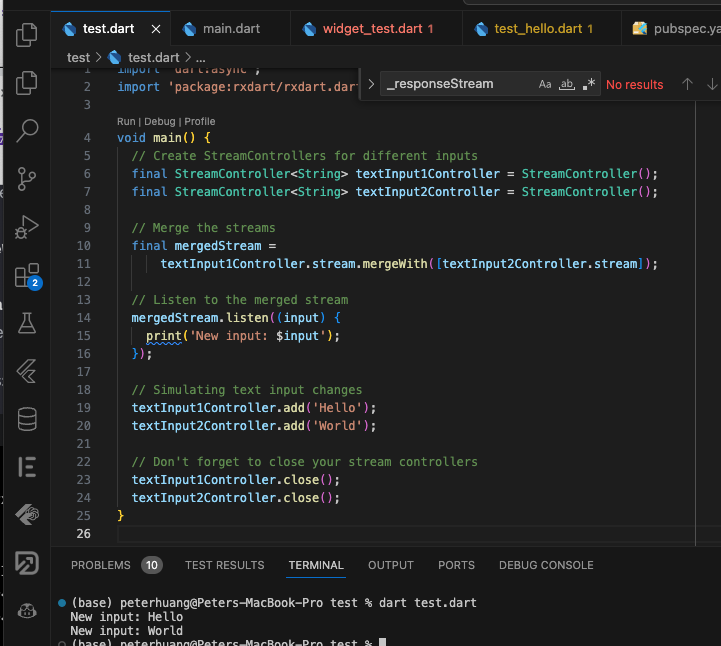 test.dart
main.dart
widget_test.dart 1
test_hello.dart 1
pubspec.ya
test > test.dart > ...
_responseStream
Aa ab .*
No results
1 import 'dart:async';
2 import 'package:rxdart/rxdart.dar
3
Run | Debug | Profile
4 void main() {
5 // Create StreamControllers for different inputs
6 final StreamController<String> textInput1Controller = StreamController();
7 final StreamController<String> textInput2Controller = StreamController();
8
9 // Merge the streams
10 final mergedStream =
11 textInput1Controller.stream.mergeWith([textInput2Controller.stream]);
12
13 // Listen to the merged stream
14 mergedStream.listen((input) {
15 print('New input: $input');
16 });
17
18 // Simulating text input changes
19 textInput1Controller.add('Hello');
20 textInput2Controller.add('World');
21
22 // Don't forget to close your stream controllers
23 textInput1Controller.close();
24 textInput2Controller.close();
25 }
26
2
PROBLEMS 10 TEST RESULTS TERMINAL OUTPUT PORTS DEBUG CONSOLE
(base) peterhuang@Peters-MacBook-Pro test % dart test.dart
New input: Hello
New input: World
(base) peterhuang@Peters-MacBook-Pro test %